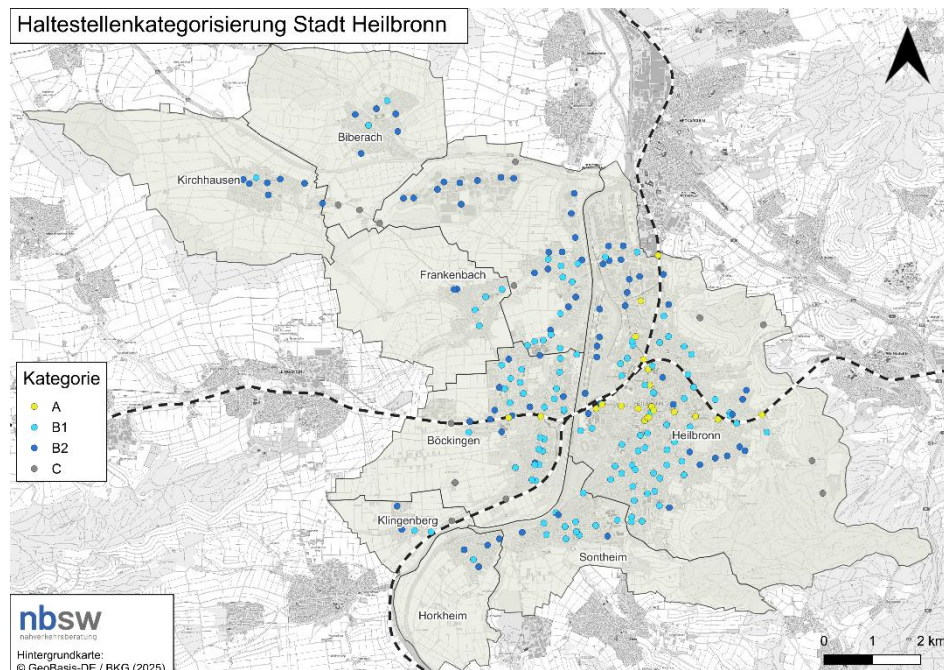 Haltestellenkategorisierung Stadt Heilbronn
Biberach
Kirchhausen
Frankenbach
Kategorie
A
B1
B2
C
Böckingen
Heilbronn
Klingenberg
Sontheim
Horkheim
nbsw
nahverkehrsberatung
Hintergrundkarte:
© GeoBasis-DE / BKG (2025)
0 1 2 km